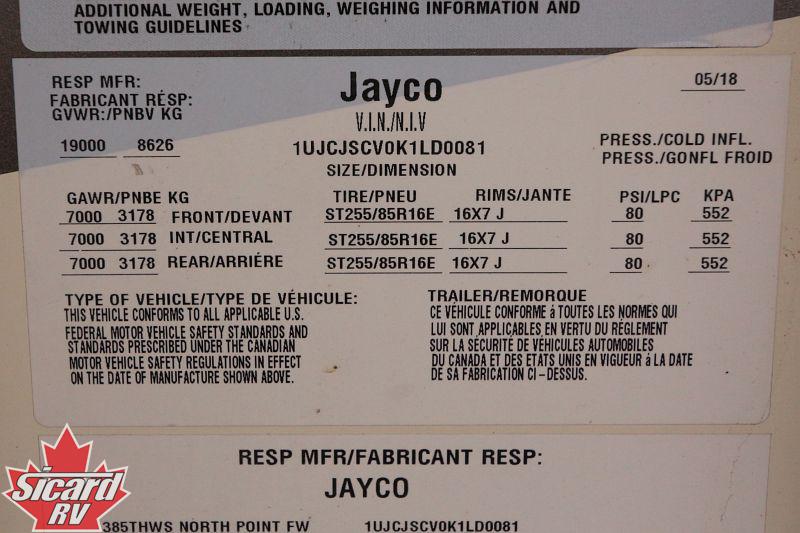 ADDITIONAL WEIGHT, LOADING, WEIGHING INFORMATION AND
TOWING GUIDELINES
RESP MFR:
FABRICANT RÉSP:
GVWR:/PNBV KG
19000 8626
Jayco
V.I.N./N.I.V
1UJCJSCV0K1LD0081
SIZE/DIMENSION
05/18
PRESS./COLD INFL.
PRESS./GONFL FROID
GAWR/PNBE KG TIRE/PNEU RIMS/JANTE PSI/LPC KPA
7000 3178 FRONT/DEVANT ST255/85R16E 16X7 J 80 552
7000 3178 INT/CENTRAL ST255/85R16E 16X7 J 80 552
7000 3178 REAR/ARRIÉRE ST255/85R16E 16X7 J 80 552
TYPE OF VEHICLE/TYPE DE VÉHICULE:
THIS VEHICLE CONFORMS TO ALL APPLICABLE U.S.
FEDERAL MOTOR VEHICLE SAFETY STANDARDS AND
STANDARDS PRESCRIBED UNDER THE CANADIAN
MOTOR VEHICLE SAFETY REGULATIONS IN EFFECT
ON THE DATE OF MANUFACTURE SHOWN ABOVE.
TRAILER/REMORQUE
CE VÉHICULE CONFORME á TOUTES LES NORMES QUI
LUI SONT APPLICABLES EN VERTU DU RÉGLEMENT
SUR LA SÉCURITÉ DE VÉHICULES AUTOMOBILES
DU CANADA ET DES ETATS UNIS EN VIGUEUR á LA DATE
DE SA FABRICATION CI-DESSUS.
RESP MFR/FABRICANT RESP:
JAYCO
385THWS NORTH POINT FW 1UJCJSCV0K1LD0081
Sicard
RV